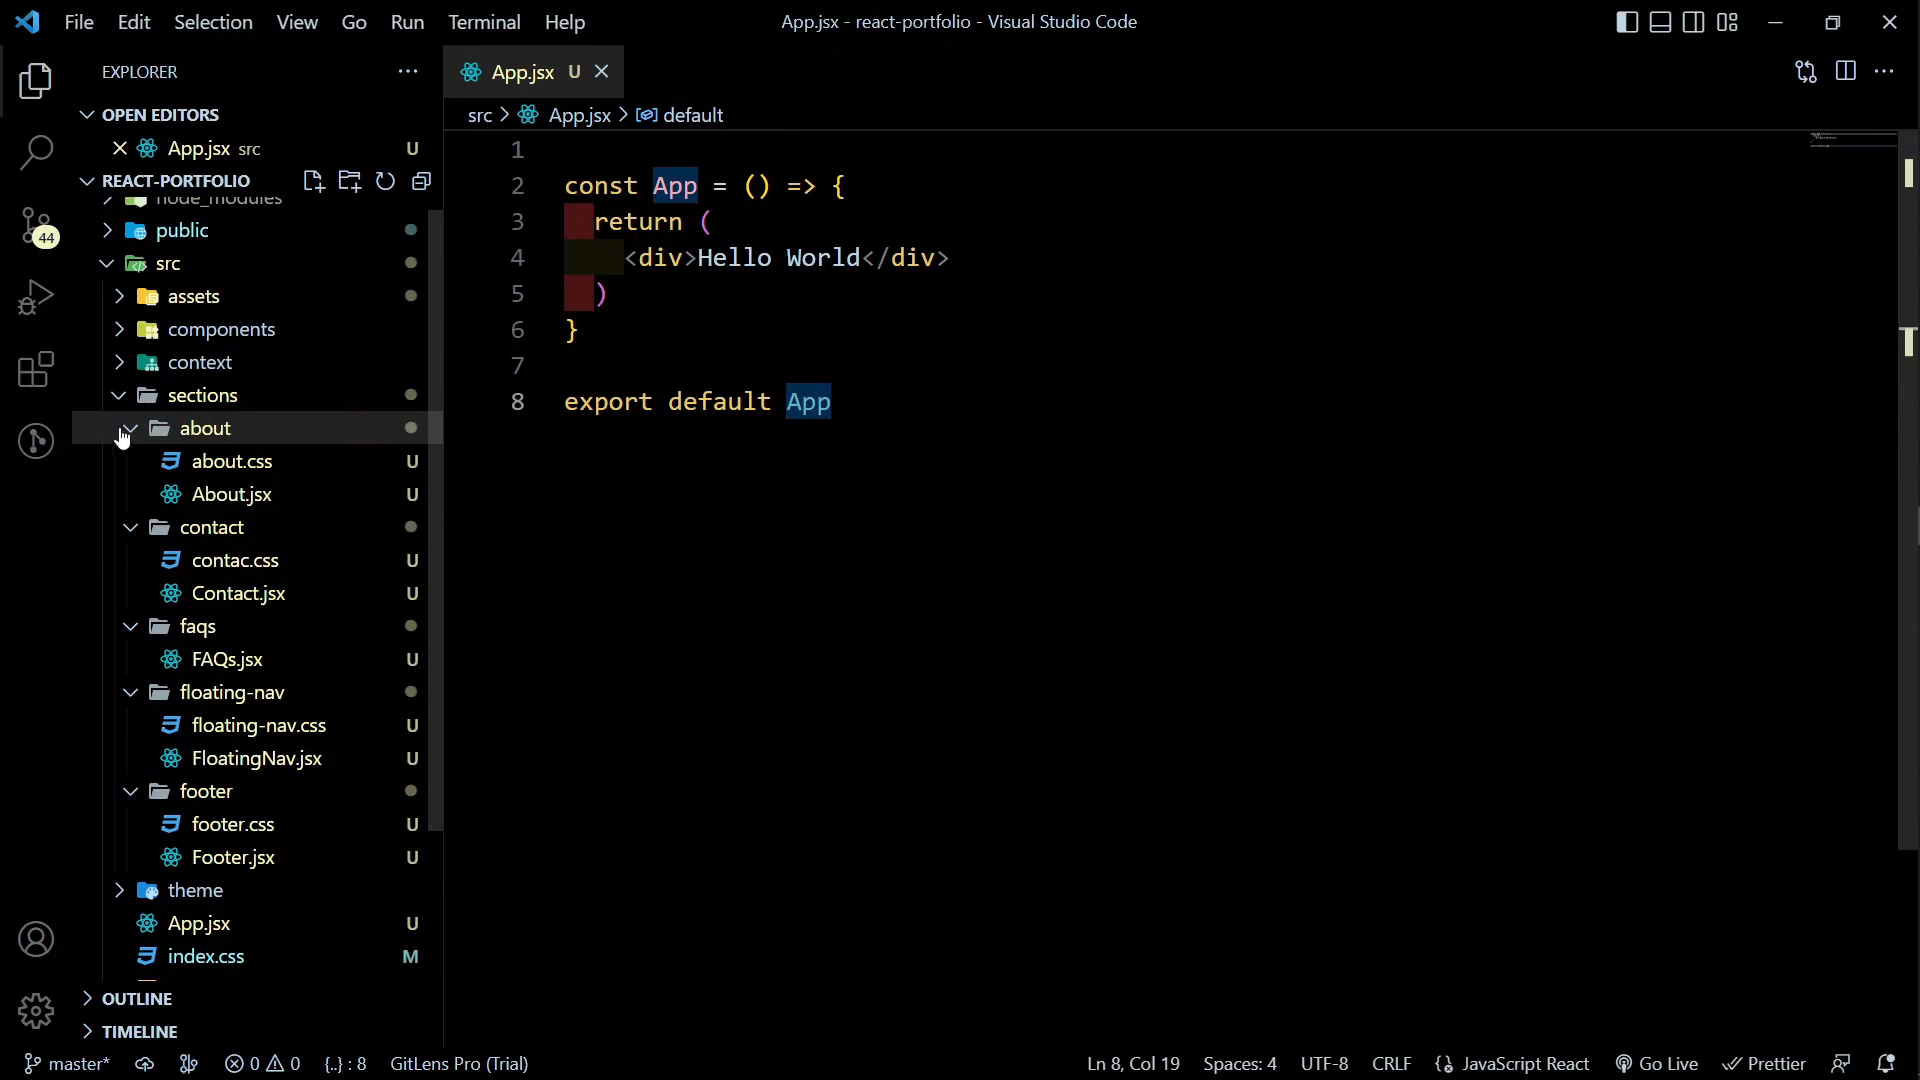 File Edit Selection View Go Run Terminal Help
App.jsx - react-portfolio - Visual Studio Code
EXPLORER
OPEN EDITORS
App.jsx src U
REACT-PORTFOLIO
node_modules
public
src
assets
components
context
sections
about
about.css U
About.jsx U
contact
contac.css U
Contact.jsx U
faqs
FAQs.jsx U
floating-nav
floating-nav.css U
FloatingNav.jsx U
footer
footer.css U
Footer.jsx U
theme
App.jsx U
index.css M
OUTLINE
TIMELINE
44
App.jsx U
src > App.jsx > default
1
2 const App = () => {
3 return (
4 <div>Hello World</div>
5 )
6 }
7
8 export default App
master* 0 0 {..} : 8 GitLens Pro (Trial)
Ln 8, Col 19 Spaces: 4 UTF-8 CRLF JavaScript React Go Live Prettier